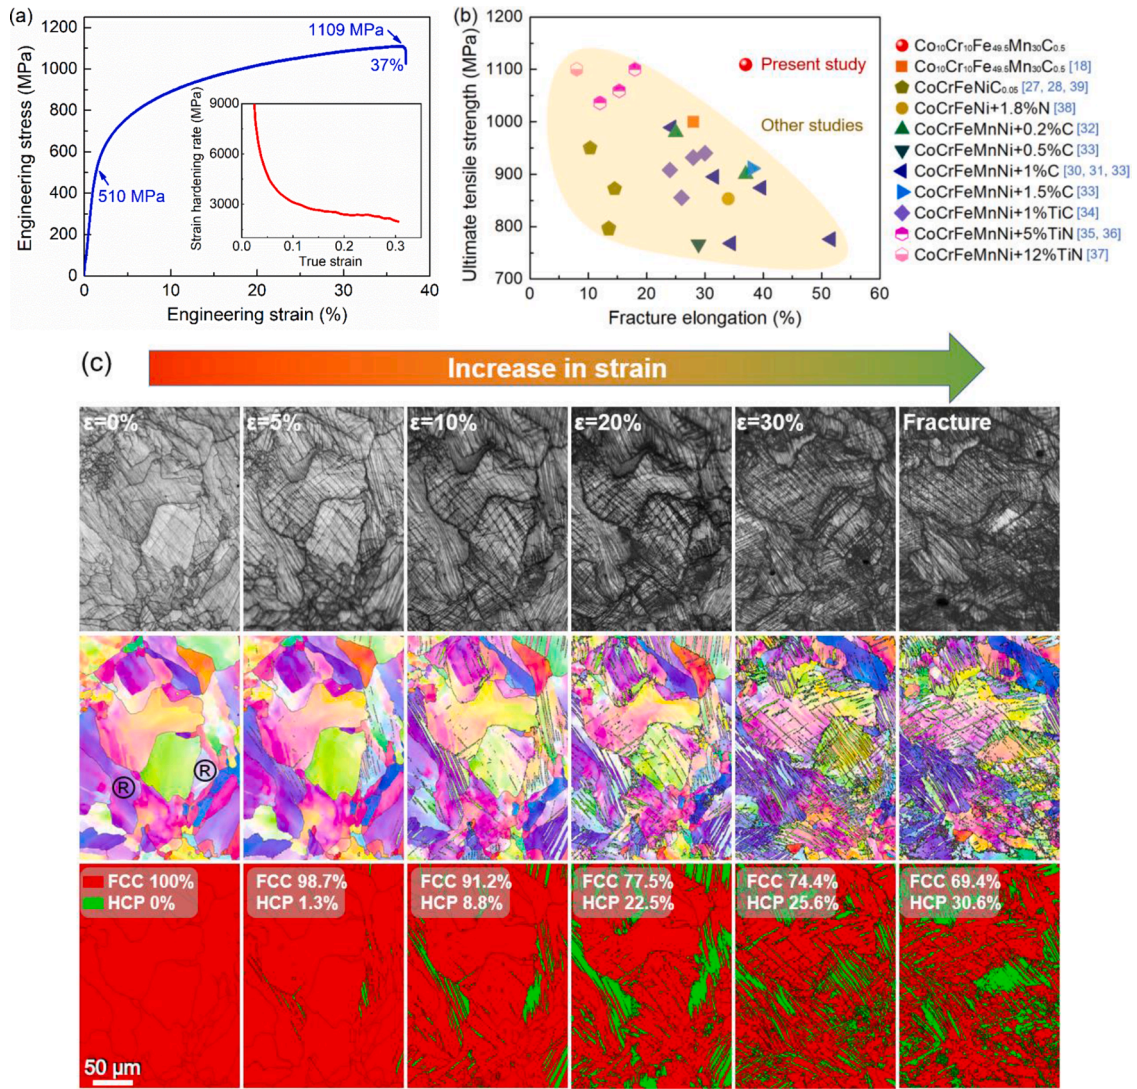 (a)
1200
1000
800
600
400
200
0
Engineering stress (MPa)
0
10
20
30
40
Engineering strain (%)
1109 MPa
37%
510 MPa
9000
6000
3000
Strain hardening rate (MPa)
0.0
0.1
0.2
0.3
True strain
(b)
1200
1100
1000
900
800
700
Ultimate tensile strength (MPa)
0
10
20
30
40
50
60
Fracture elongation (%)
Present study
Other studies
Co₁₀Cr₁₀Fe₄₉.₅Mn₃₀C₀.₅
Co₁₀Cr₁₀Fe₄₉.₅Mn₃₀C₀.₅ [18]
CoCrFeNiC₀.₀₅ [27, 28, 39]
CoCrFeNi+1.8%N [38]
CoCrFeMnNi+0.2%C [32]
CoCrFeMnNi+0.5%C [33]
CoCrFeMnNi+1%C [30, 31, 33]
CoCrFeMnNi+1.5%C [33]
CoCrFeMnNi+1%TiC [34]
CoCrFeMnNi+5%TiN [35, 36]
CoCrFeMnNi+12%TiN [37]
(c)
Increase in strain
ε=0%
ε=5%
ε=10%
ε=20%
ε=30%
Fracture
®
®
FCC 100%
HCP 0%
FCC 98.7%
HCP 1.3%
FCC 91.2%
HCP 8.8%
FCC 77.5%
HCP 22.5%
FCC 74.4%
HCP 25.6%
FCC 69.4%
HCP 30.6%
50 µm